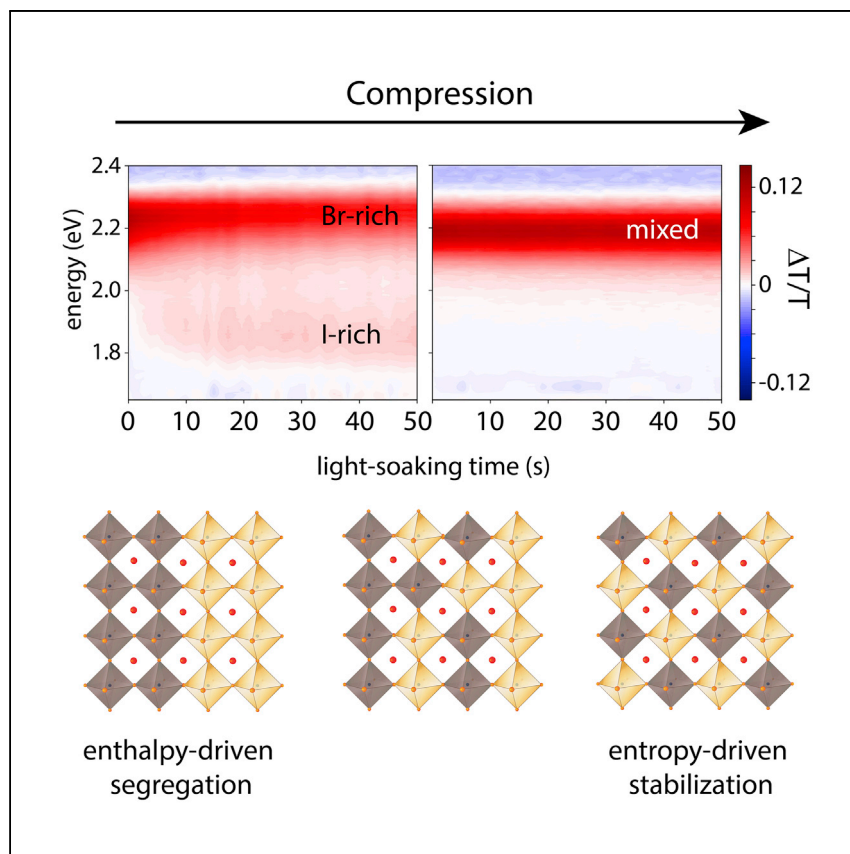 Compression
2.4
2.2
2.0
1.8
energy (eV)
Br-rich
I-rich
mixed
0.12
0
-0.12
ΔT/T
0 10 20 30 40 50
0 10 20 30 40 50
light-soaking time (s)
enthalpy-driven
segregation
entropy-driven
stabilization